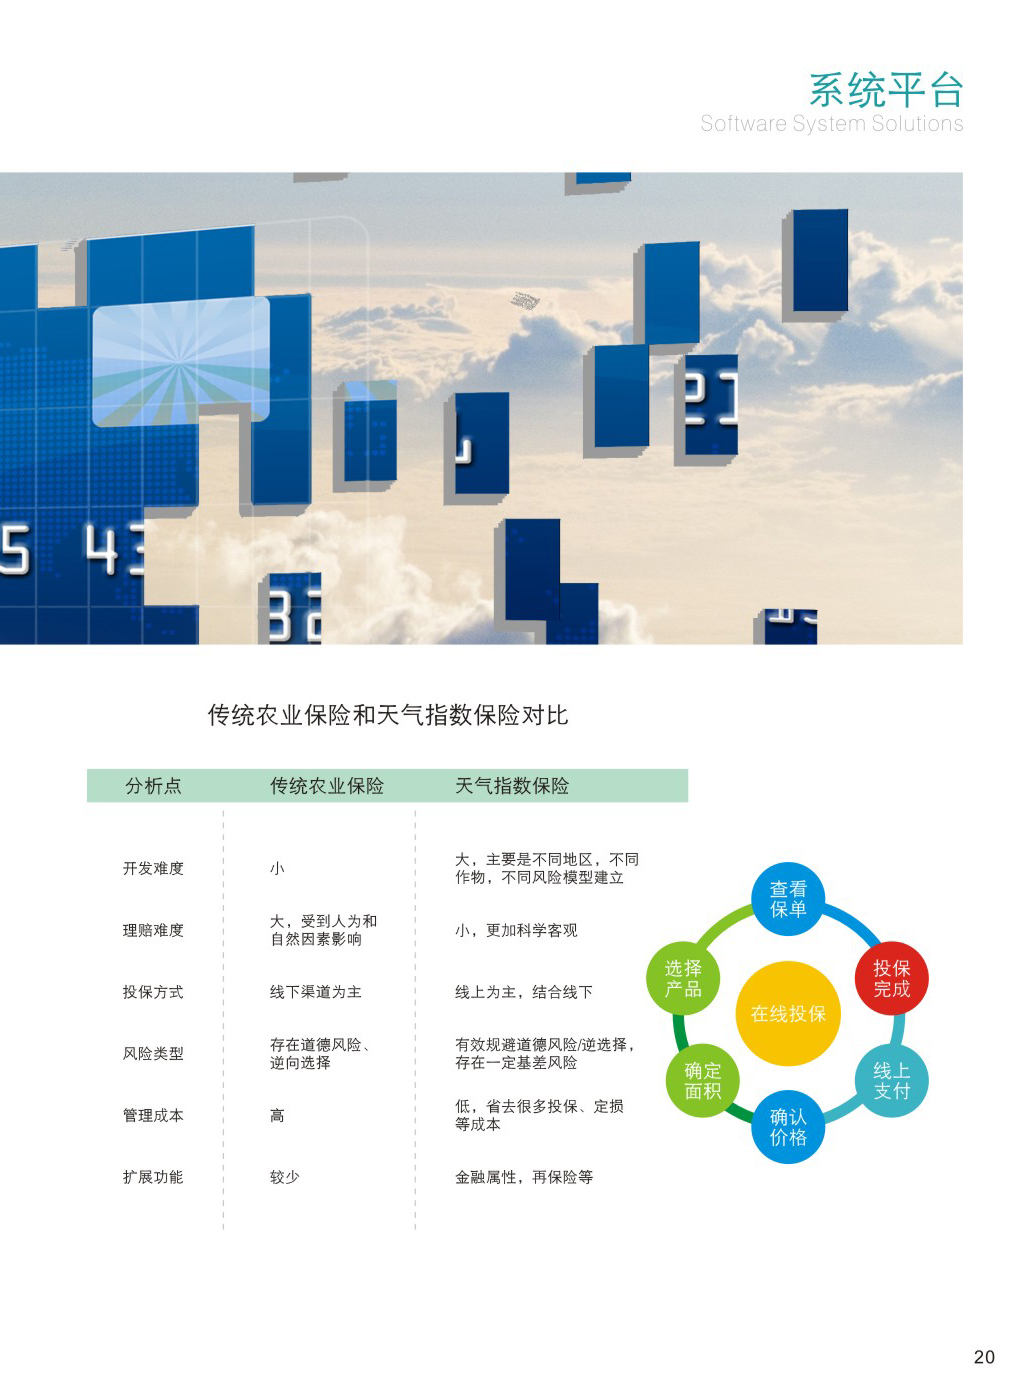 系统平台
Software System Solutions
5 43
32
传统农业保险和天气指数保险对比
分析点 传统农业保险 天气指数保险
开发难度 小 大，主要是不同地区，不同
作物，不同风险模型建立
理赔难度 大，受到人为和
自然因素影响 小，更加科学客观
投保方式 线下渠道为主 线上为主，结合线下
风险类型 存在道德风险、
逆向选择 有效规避道德风险/逆选择，
存在一定基差风险
管理成本 高 低，省去很多投保、定损
等成本
扩展功能 较少 金融属性，再保险等
查看
保单
选择
产品
投保
完成
在线投保
确定
面积
线上
支付
确认
价格
20